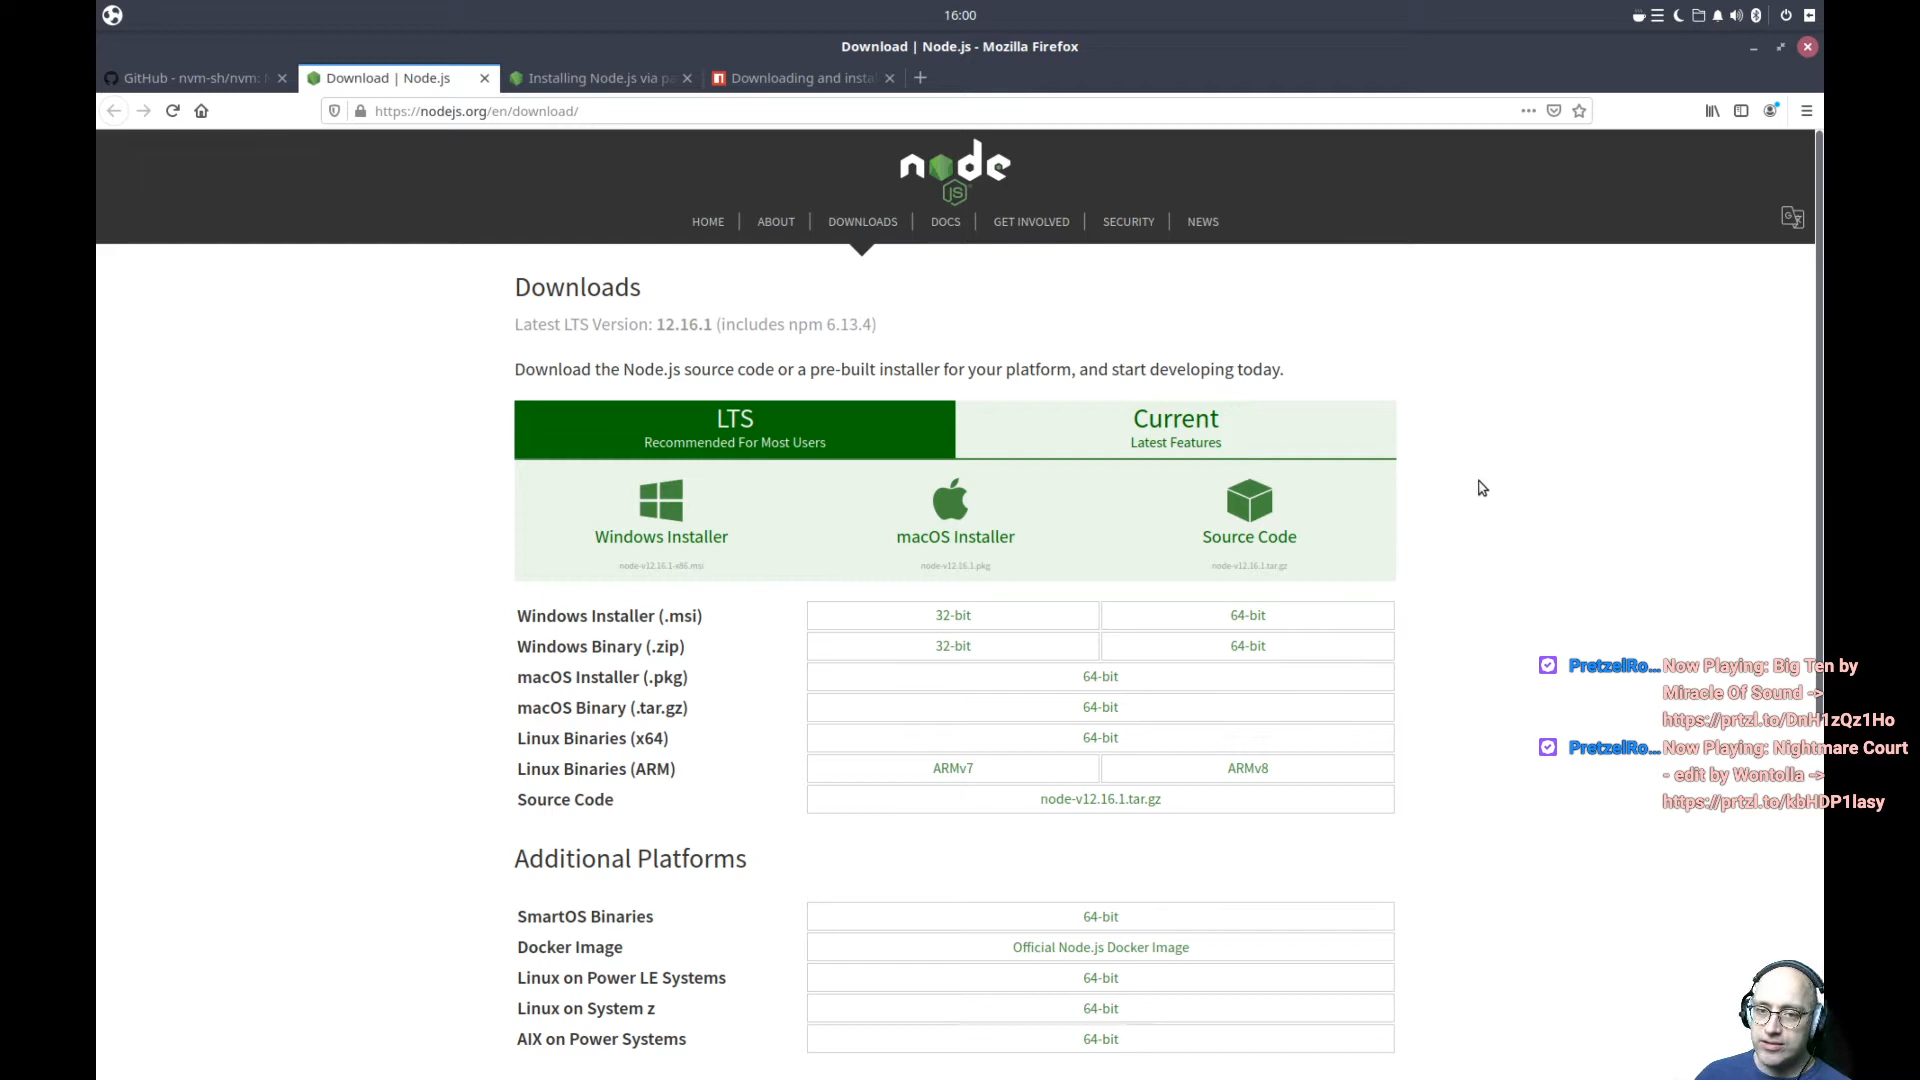 16:00
Download | Node.js - Mozilla Firefox
GitHub - nvm-sh/nvm:
Download | Node.js
Installing Node.js via pa
Downloading and instal
https://nodejs.org/en/download/
node
JS
HOME
ABOUT
DOWNLOADS
DOCS
GET INVOLVED
SECURITY
NEWS
Downloads
Latest LTS Version: 12.16.1 (includes npm 6.13.4)
Download the Node.js source code or a pre-built installer for your platform, and start developing today.
LTS
Recommended For Most Users
Current
Latest Features
Windows Installer
node-v12.16.1-x86.msi
macOS Installer
node-v12.16.1.pkg
Source Code
node-v12.16.1.tar.gz
Windows Installer (.msi) 32-bit 64-bit
Windows Binary (.zip) 32-bit 64-bit
macOS Installer (.pkg) 64-bit
macOS Binary (.tar.gz) 64-bit
Linux Binaries (x64) 64-bit
Linux Binaries (ARM) ARMv7 ARMv8
Source Code node-v12.16.1.tar.gz
Additional Platforms
SmartOS Binaries 64-bit
Docker Image Official Node.js Docker Image
Linux on Power LE Systems 64-bit
Linux on System z 64-bit
AIX on Power Systems 64-bit
PretzelRo... Now Playing: Big Ten by
Miracle Of Sound ->
https://prtzl.to/DnH1zQz1Ho
PretzelRo... Now Playing: Nightmare Court
- edit by Wontolla ->
https://prtzl.to/kbHDP1lasy